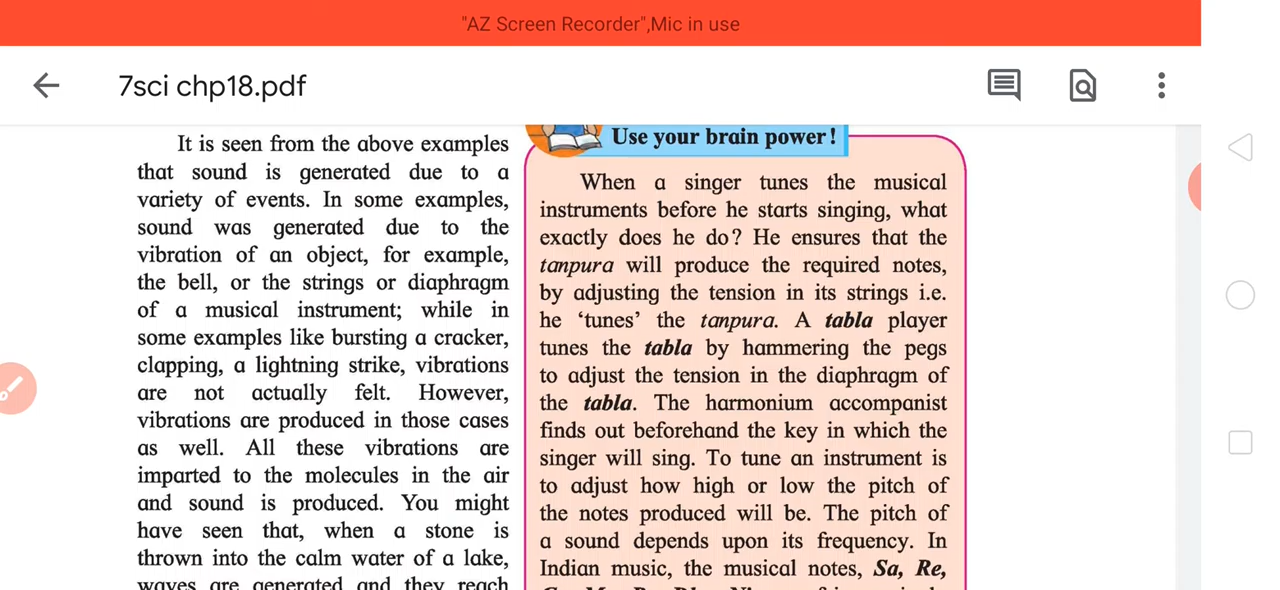 "AZ Screen Recorder",Mic in use
7sci chp18.pdf
It is seen from the above examples
that sound is generated due to a
variety of events. In some examples,
sound was generated due to the
vibration of an object, for example,
the bell, or the strings or diaphragm
of a musical instrument; while in
some examples like bursting a cracker,
clapping, a lightning strike, vibrations
are not actually felt. However,
vibrations are produced in those cases
as well. All these vibrations are
imparted to the molecules in the air
and sound is produced. You might
have seen that, when a stone is
thrown into the calm water of a lake,
waves are generated and they reach
Use your brain power!
When a singer tunes the musical
instruments before he starts singing, what
exactly does he do? He ensures that the
tanpura will produce the required notes,
by adjusting the tension in its strings i.e.
he ‘tunes’ the tanpura. A tabla player
tunes the tabla by hammering the pegs
to adjust the tension in the diaphragm of
the tabla. The harmonium accompanist
finds out beforehand the key in which the
singer will sing. To tune an instrument is
to adjust how high or low the pitch of
the notes produced will be. The pitch of
a sound depends upon its frequency. In
Indian music, the musical notes, Sa, Re,